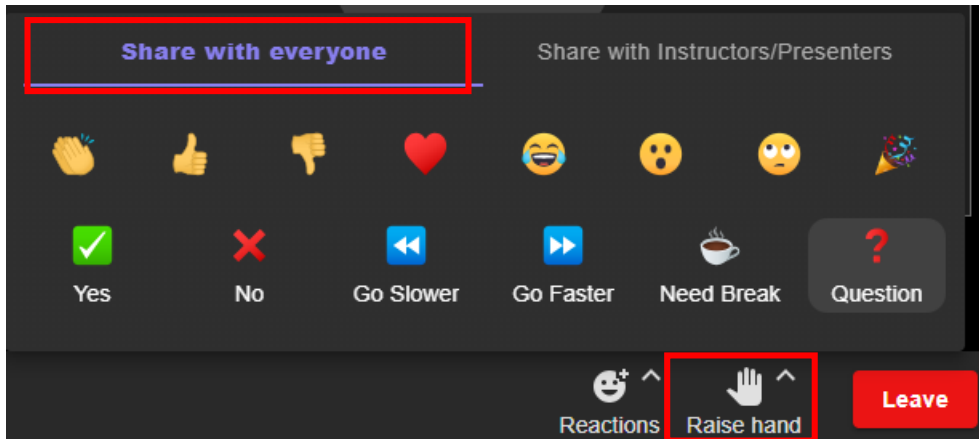 Share with everyone Share with Instructors/Presenters
Yes No Go Slower Go Faster Need Break Question
Reactions Raise hand Leave